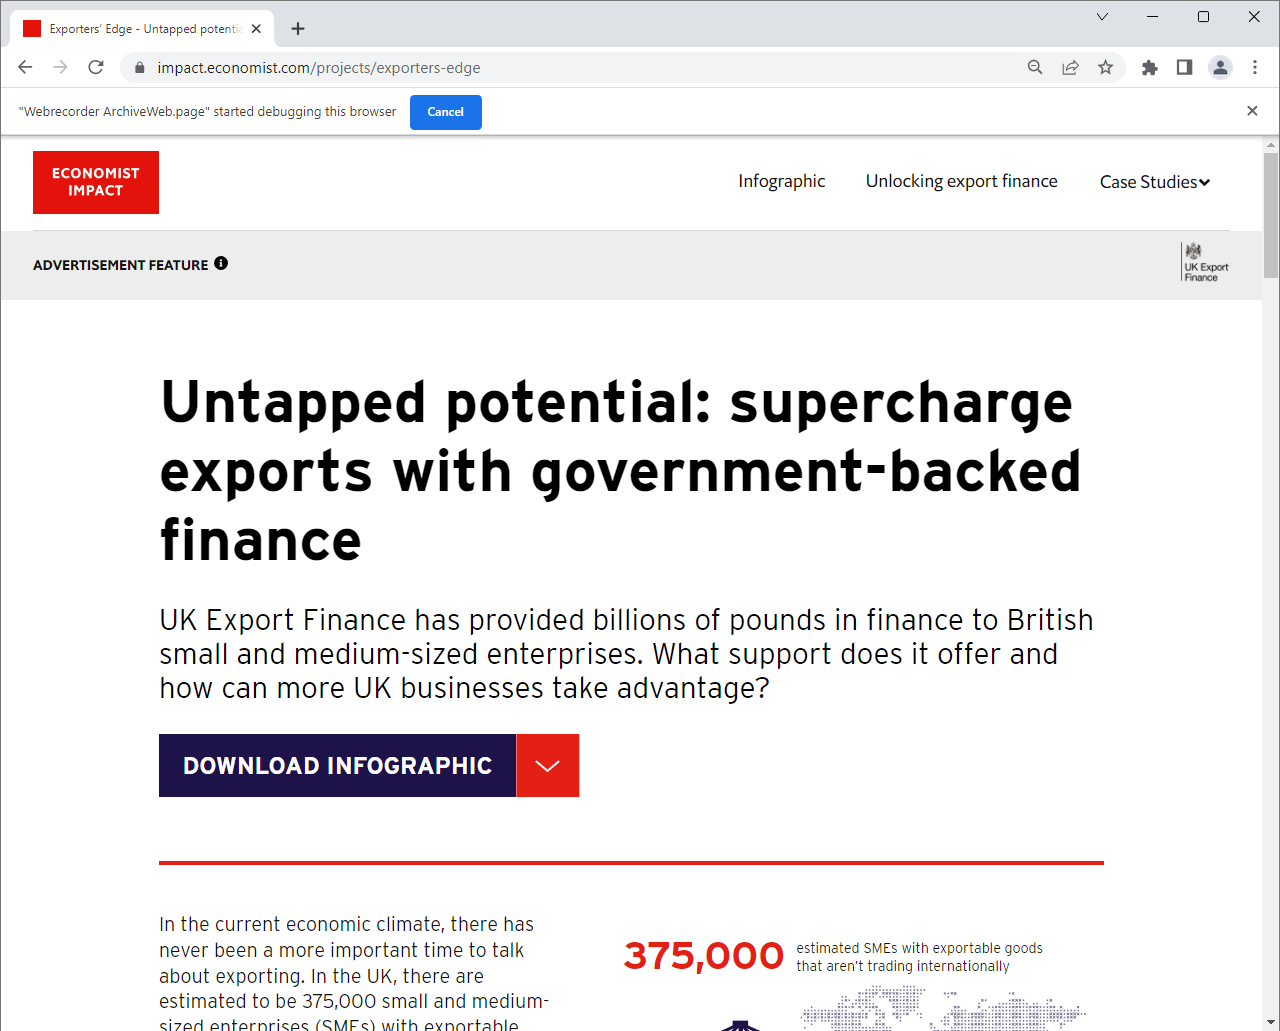 Exporters' Edge - Untapped potentia
impact.economist.com/projects/exporters-edge
"Webrecorder ArchiveWeb.page" started debugging this browser
Cancel
ECONOMIST
IMPACT
Infographic
Unlocking export finance
Case Studies
ADVERTISEMENT FEATURE
UK Export
Finance
Untapped potential: supercharge
exports with government-backed
finance
UK Export Finance has provided billions of pounds in finance to British
small and medium-sized enterprises. What support does it offer and
how can more UK businesses take advantage?
DOWNLOAD INFOGRAPHIC
In the current economic climate, there has
never been a more important time to talk
about exporting. In the UK, there are
estimated to be 375,000 small and medium-
sized enterprises (SMEs) with exportable
375,000
estimated SMEs with exportable goods
that aren't trading internationally